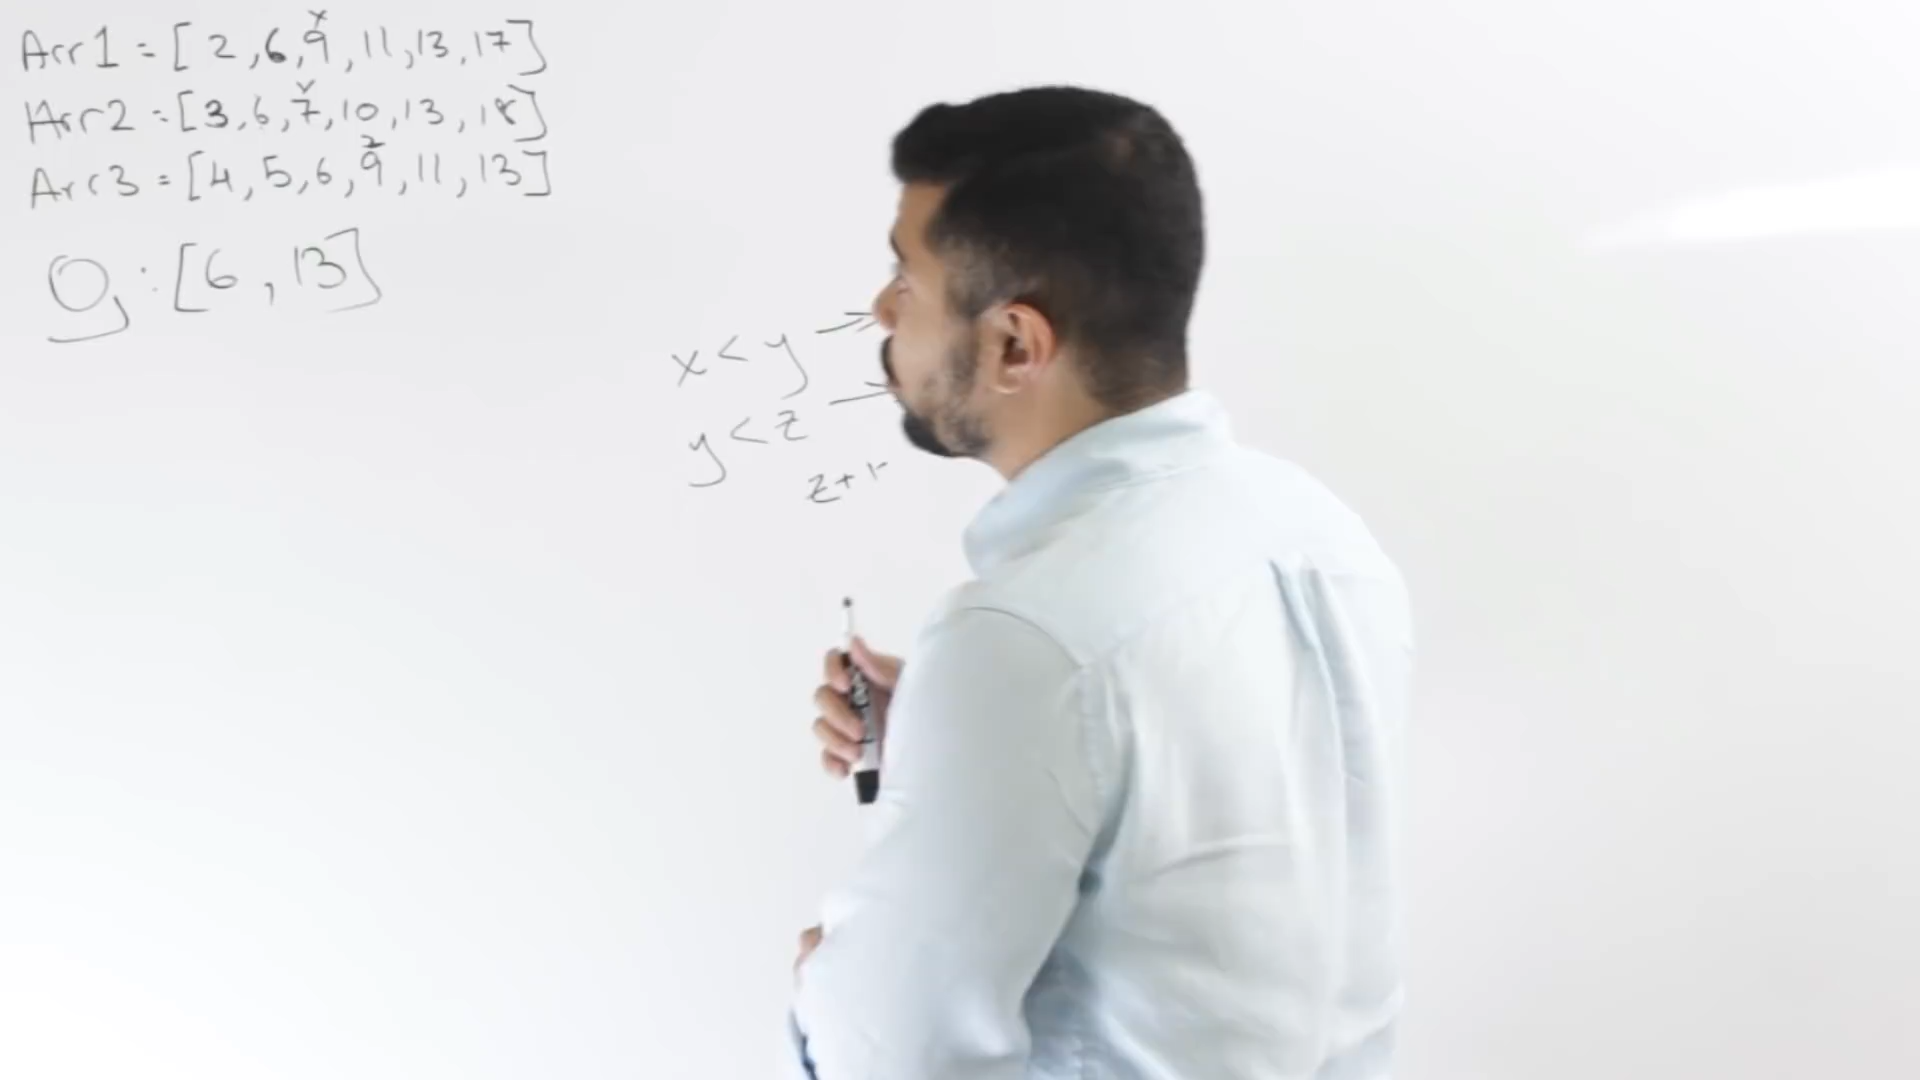 x
Arr1 = [2, 6, 9, 11, 13, 17]
y
Arr2 = [3, 6, 7, 10, 13, 18]
z
Arr3 = [4, 5, 6, 9, 11, 13]
O: [6, 13]
x < y →
y < z →
z++